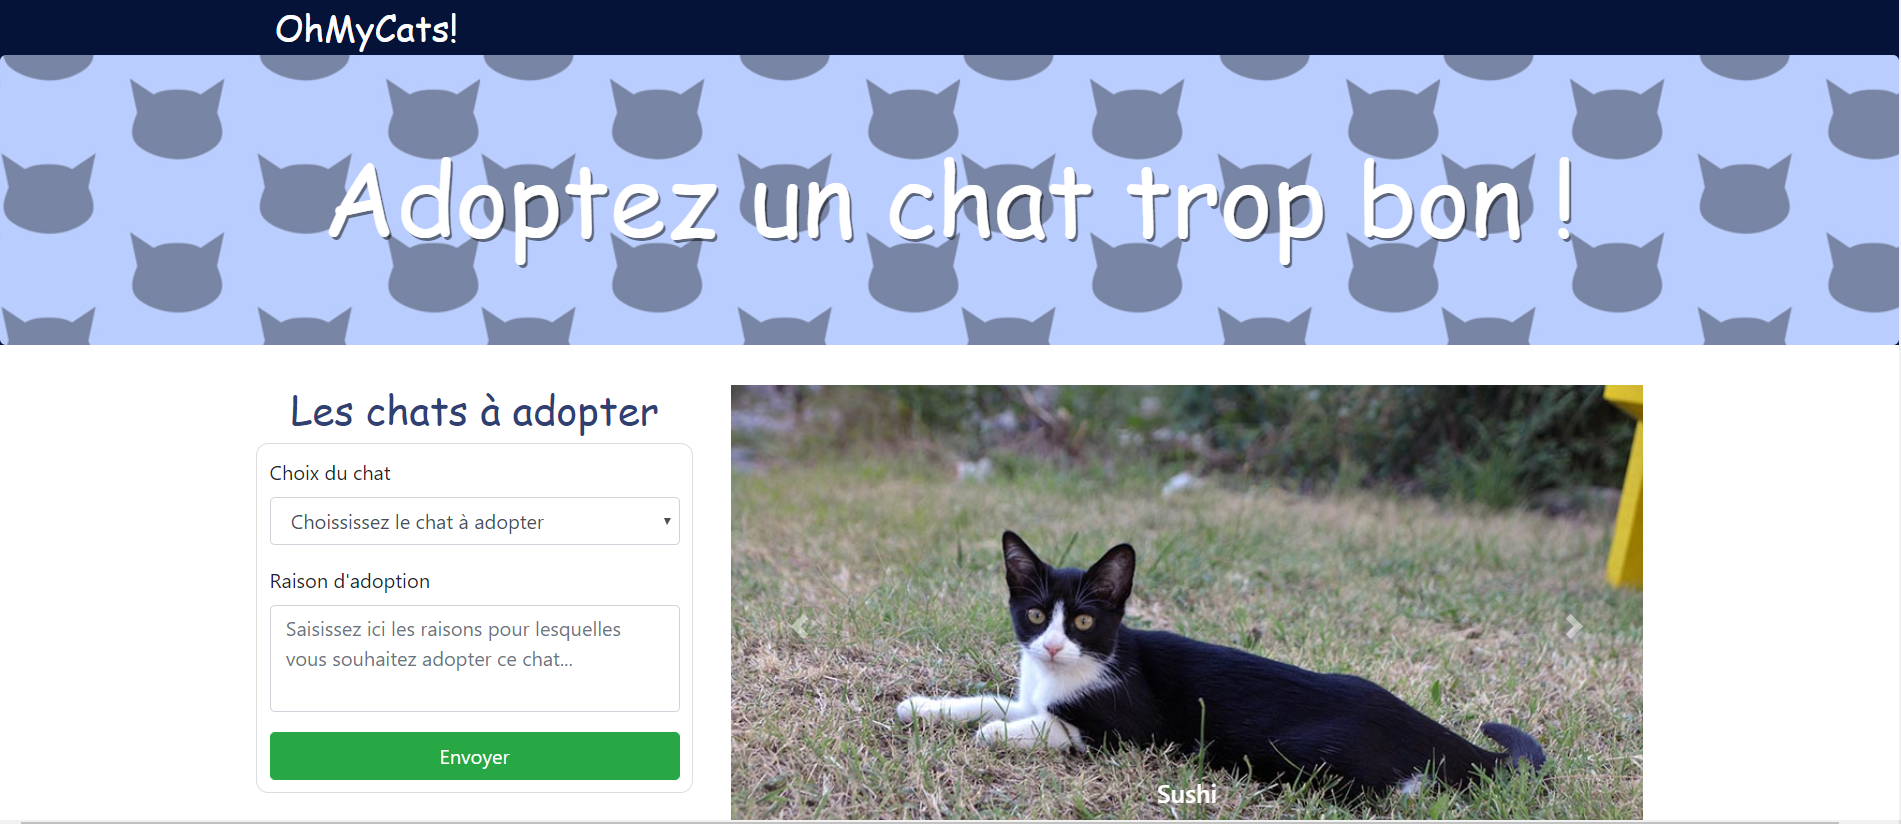 OhMyCats!
Adoptez un chat trop bon !
Les chats à adopter
Choix du chat
Choississez le chat à adopter
Raison d'adoption
Saisissez ici les raisons pour lesquelles
vous souhaitez adopter ce chat...
Envoyer
Sushi